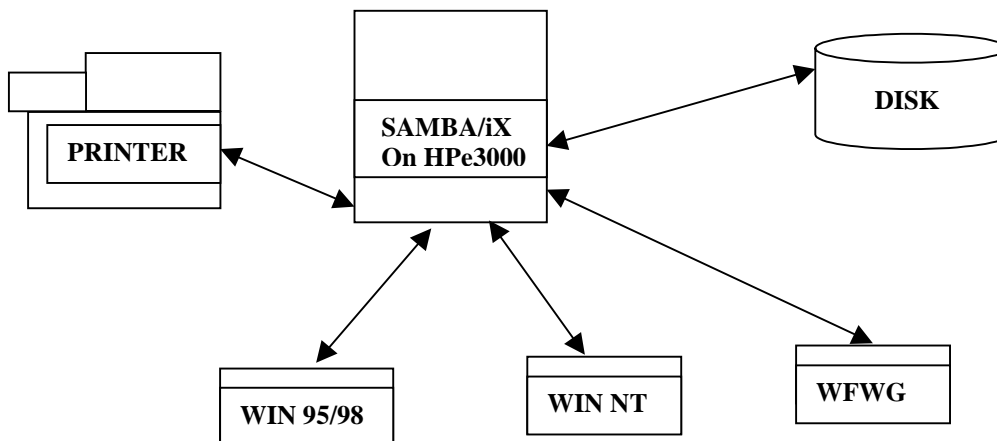 PRINTER
SAMBA/iX
On HPe3000
DISK
WIN 95/98
WIN NT
WFWG